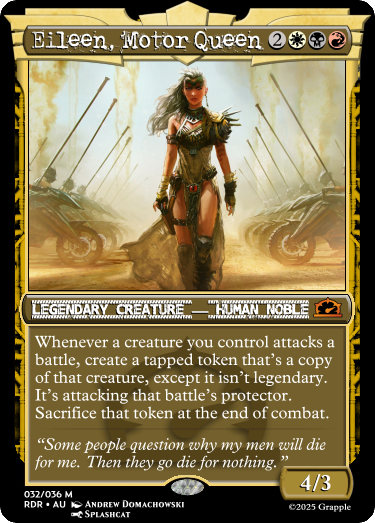 Eileen, Motor Queen 2
Legendary Creature — Human Noble
Whenever a creature you control attacks a
battle, create a tapped token that's a copy
of that creature, except it isn't legendary.
It's attacking that battle's protector.
Sacrifice that token at the end of combat.
“Some people question why my men will die
for me. Then they go die for nothing.”
4/3
032/036 M
RDR • AU Andrew Domachowski
Splashcat
©2025 Grapple